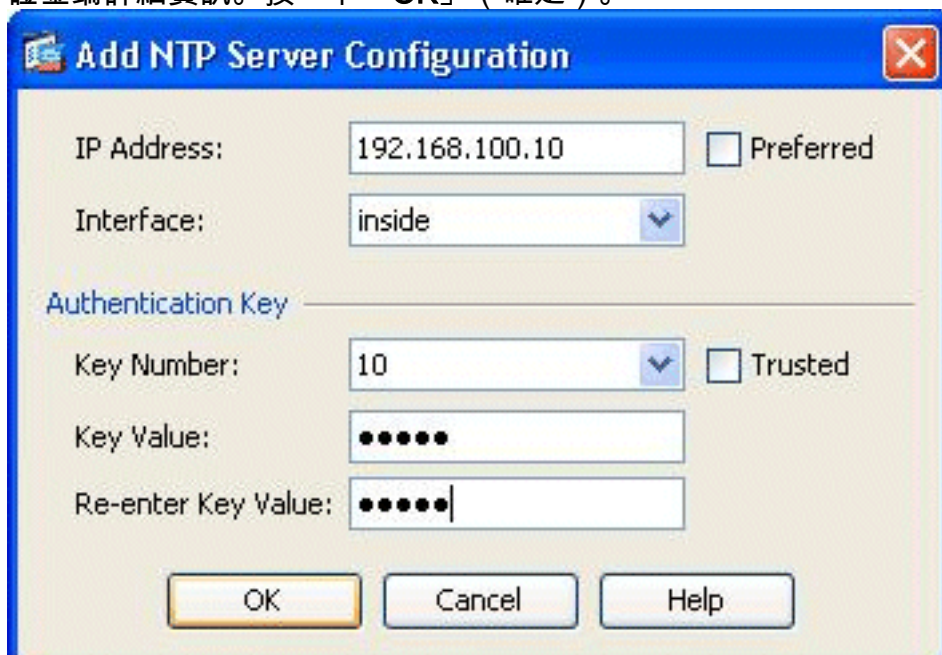 Add NTP Server Configuration
IP Address: 192.168.100.10 Preferred
Interface: inside
Authentication Key
Key Number: 10 Trusted
Key Value: •••••
Re-enter Key Value: •••••
OK Cancel Help